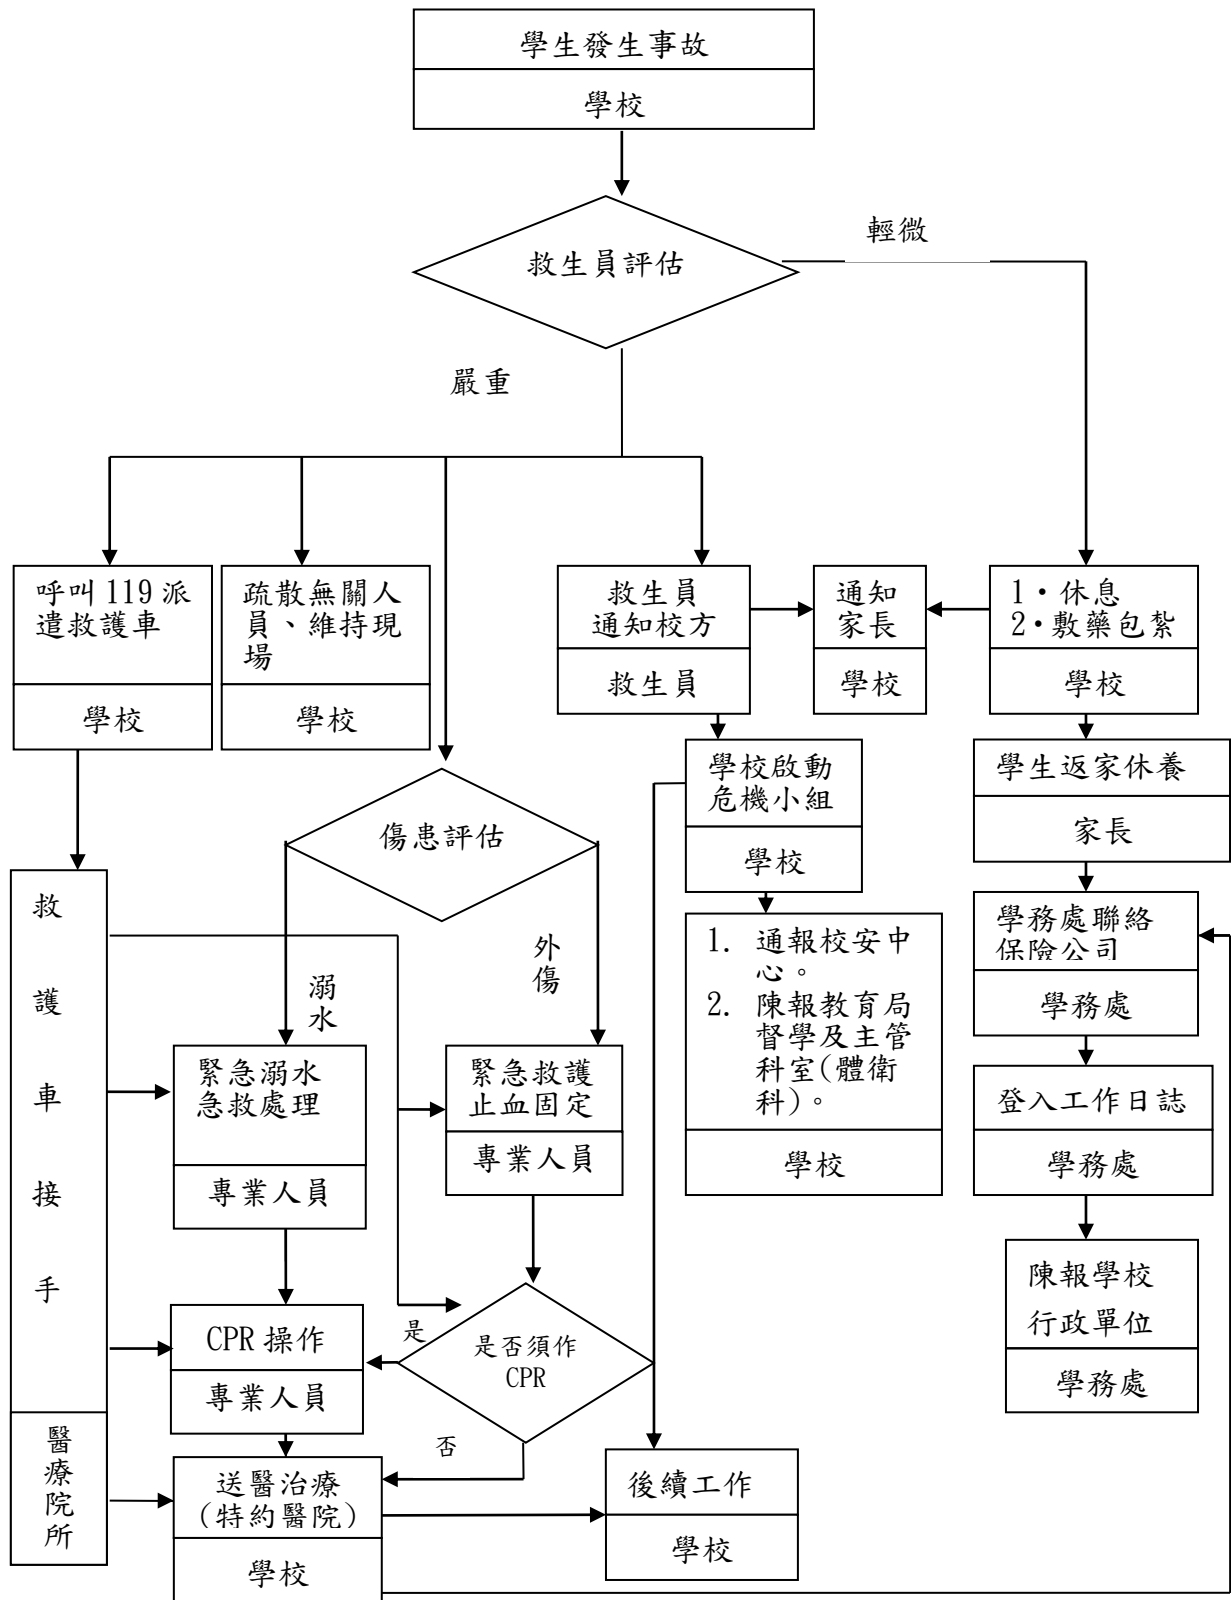 學生發生事故
學校
救生員評估
輕微
嚴重
呼叫119派
遣救護車
學校
疏散無關人
員、維持現
場
學校
救生員
通知校方
救生員
通知
家長
學校
1‧休息
2‧敷藥包紮
學校
學校啟動
危機小組
學校
學生返家休養
家長
傷患評估
溺水
外傷
救護車接手
醫療院所
1. 通報校安中
心。
2. 陳報教育局
督學及主管
科室(體衛
科)。
學校
學務處聯絡
保險公司
學務處
緊急溺水
急救處理
專業人員
緊急救護
止血固定
專業人員
登入工作日誌
學務處
陳報學校
行政單位
學務處
CPR操作
專業人員
是
是否須作
CPR
否
送醫治療
(特約醫院)
學校
後續工作
學校